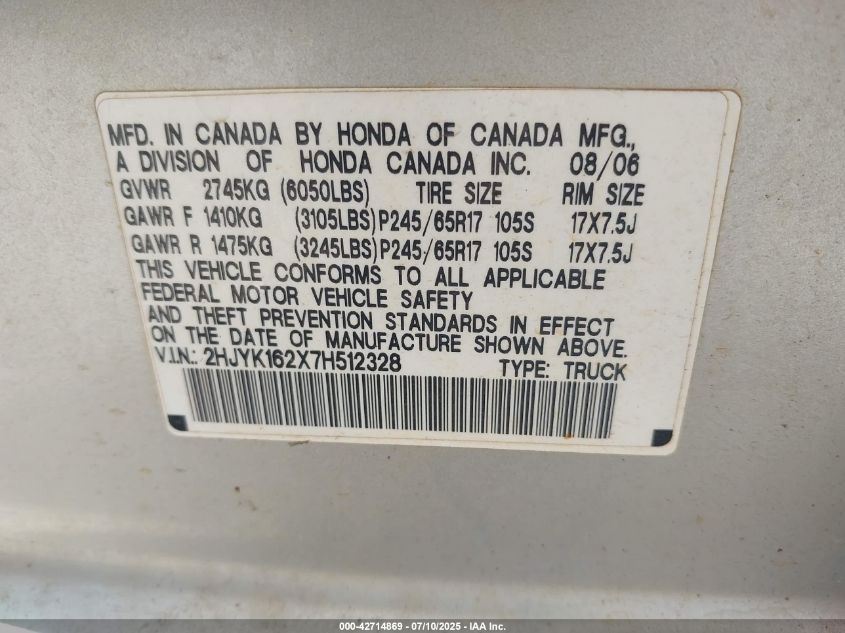 MFD. IN CANADA BY HONDA OF CANADA MFG.,
A DIVISION OF HONDA CANADA INC. 08/06
GVWR 2745KG (6050LBS) TIRE SIZE RIM SIZE
GAWR F 1410KG (3105LBS) P245/65R17 105S 17X7.5J
GAWR R 1475KG (3245LBS) P245/65R17 105S 17X7.5J
THIS VEHICLE CONFORMS TO ALL APPLICABLE
FEDERAL MOTOR VEHICLE SAFETY
AND THEFT PREVENTION STANDARDS IN EFFECT
ON THE DATE OF MANUFACTURE SHOWN ABOVE.
V.I.N.: 2HJYK162X7H512328 TYPE: TRUCK
000-42714869 - 07/10/2025 - IAA Inc.